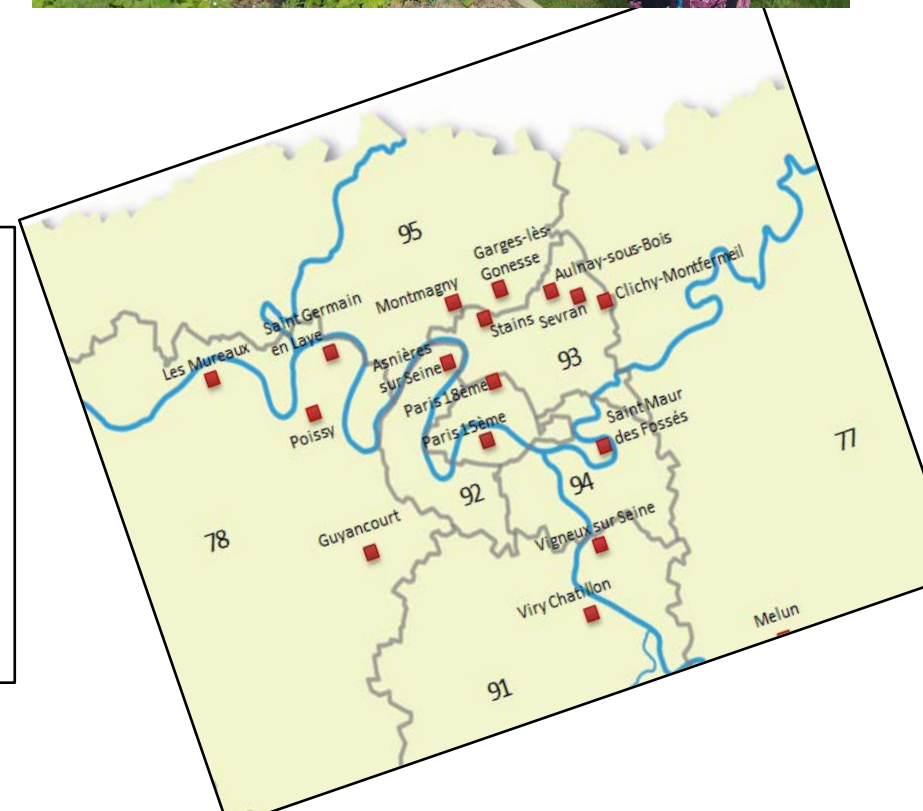 95
Garges-lès-
Gonesse
Aulnay-sous-Bois
Clichy-Montfermeil
Montmagny
Saint Germain
en Laye
Stains
Sevran
Les Mureaux
Asnières
sur Seine
93
Paris 18ème
Poissy
Paris 15ème
Saint Maur
des Fossés
77
92
94
78
Guyancourt
Vigneux sur Seine
Viry Chatillon
Melun
91